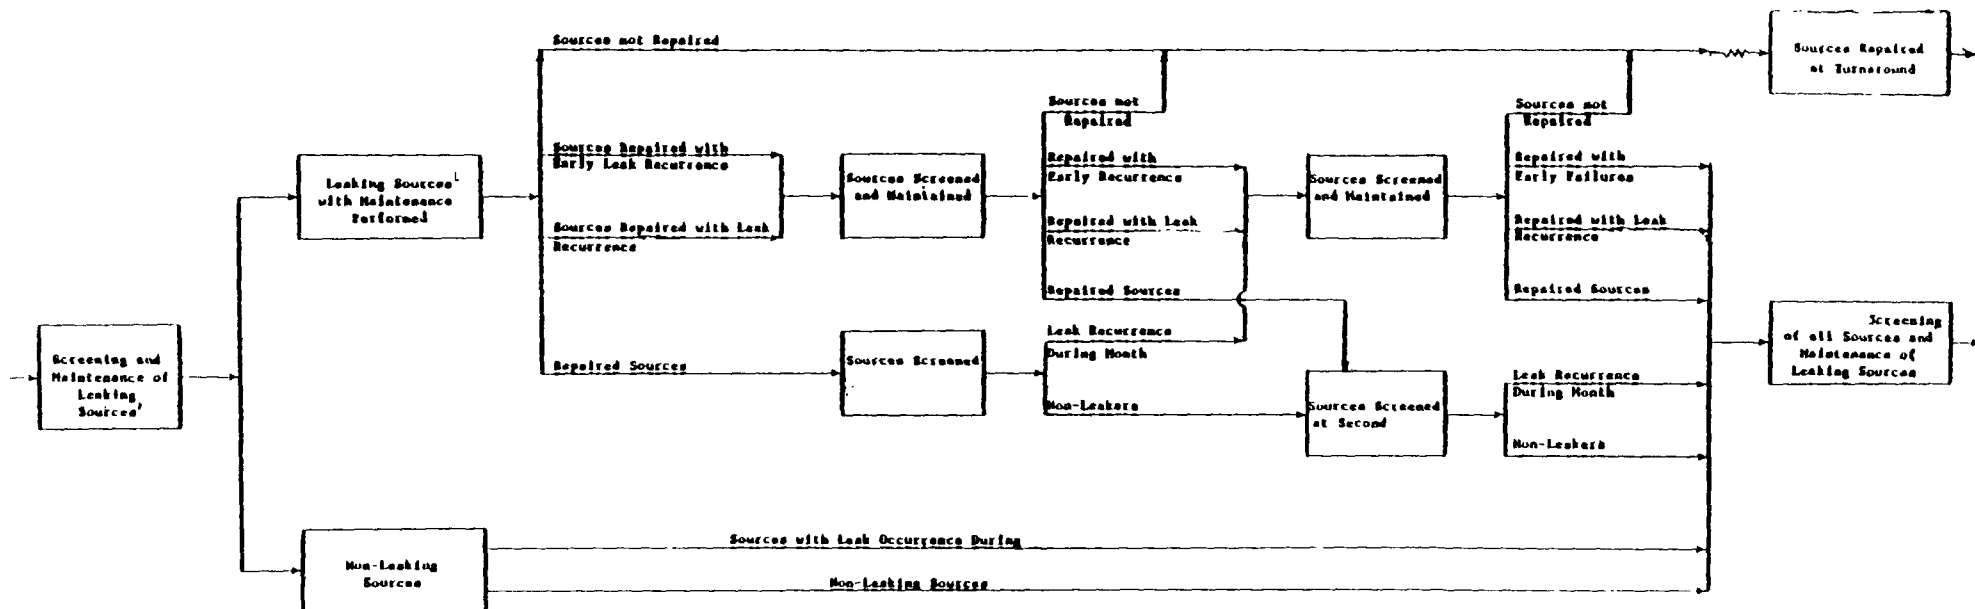 Sources not Repaired
Sources Repaired
at Turnaround
Sources not
Repaired
Sources not
Repaired
Leaking Sources
with Maintenance
Performed
Sources Repaired with
Early Leak Recurrence
Sources Repaired with Leak
Recurrence
Sources Screened
and Maintained
Repaired with
Early Recurrence
Repaired with Leak
Recurrence
Repaired Sources
Sources Screened
and Maintained
Repaired with
Early Failures
Repaired with Leak
Recurrence
Repaired Sources
Screening and
Maintenance of
Leaking
Sources
Repaired Sources
Sources Screened
Leak Recurrence
During Month
Non-Leakers
Sources Screened
at Second
Leak Recurrence
During Month
Non-Leakers
Screening
of all Sources and
Maintenance of
Leaking Sources
Non-Leaking
Sources
Sources with Leak Occurrence During
Non-Leaking Sources